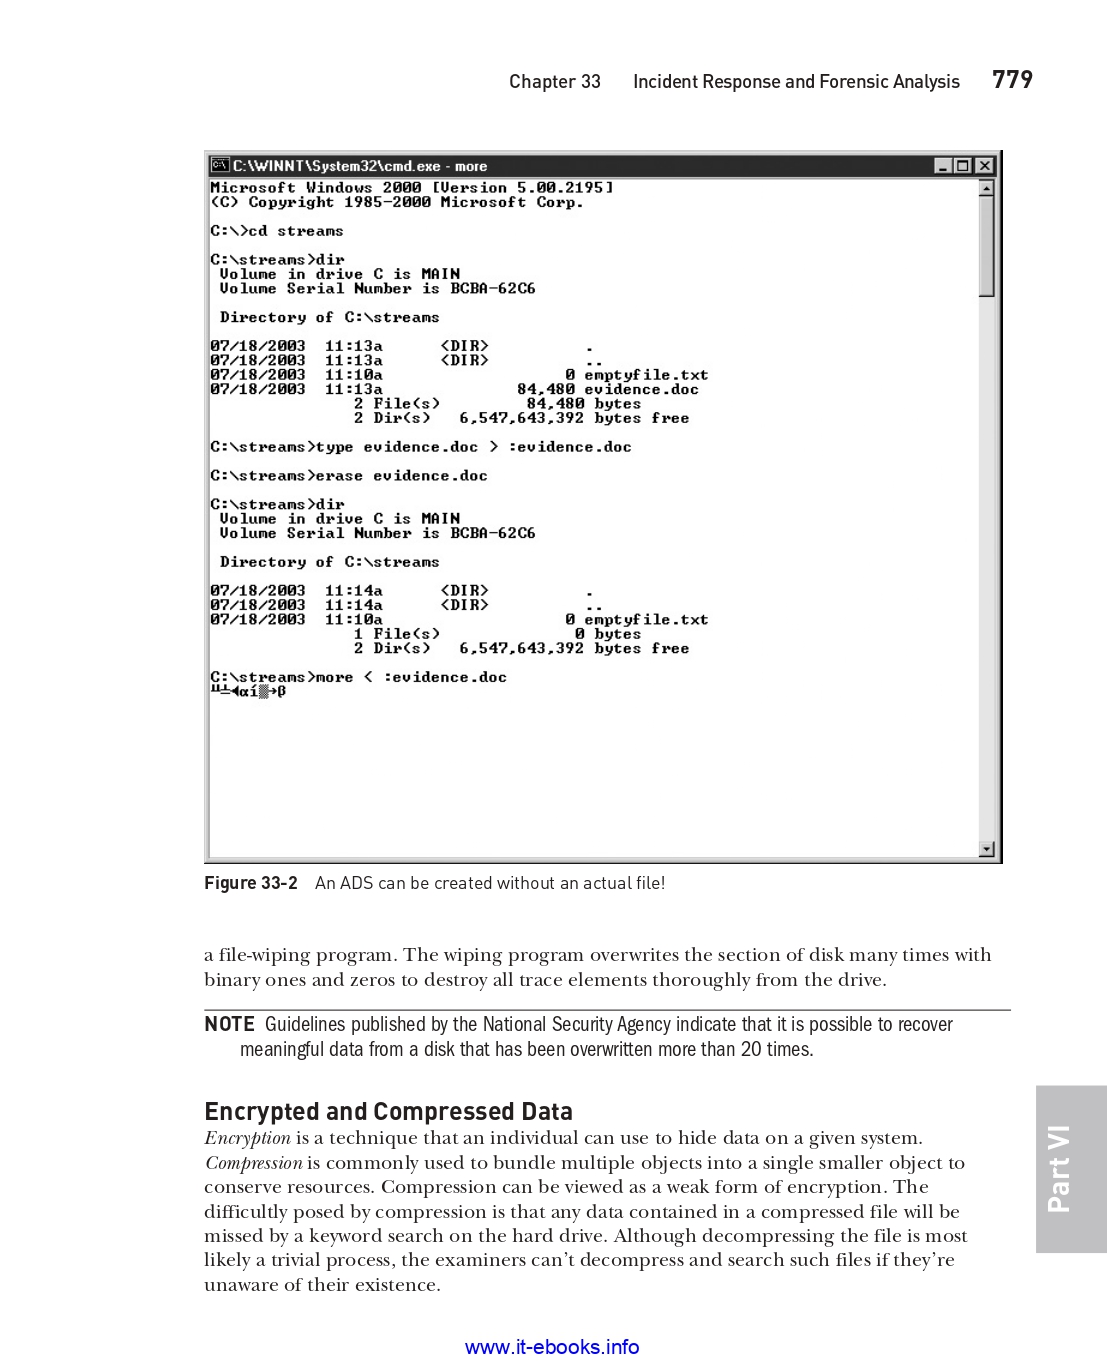 Chapter 33 Incident Response and Forensic Analysis 779
C:\WINNT\System32\cmd.exe - more
Microsoft Windows 2000 [Version 5.00.2195]
(C) Copyright 1985-2000 Microsoft Corp.
C:\>cd streams
C:\streams>dir
Volume in drive C is MAIN
Volume Serial Number is BCBA-62C6
Directory of C:\streams
07/18/2003 11:13a <DIR> .
07/18/2003 11:13a <DIR> ..
07/18/2003 11:10a 0 emptyfile.txt
07/18/2003 11:13a 84,480 evidence.doc
2 File(s) 84,480 bytes
2 Dir(s) 6,547,643,392 bytes free
C:\streams>type evidence.doc > :evidence.doc
C:\streams>erase evidence.doc
C:\streams>dir
Volume in drive C is MAIN
Volume Serial Number is BCBA-62C6
Directory of C:\streams
07/18/2003 11:14a <DIR> .
07/18/2003 11:14a <DIR> ..
07/18/2003 11:10a 0 emptyfile.txt
1 File(s) 0 bytes
2 Dir(s) 6,547,643,392 bytes free
C:\streams>more < :evidence.doc
╨╧◄αí▒→ß
Figure 33-2 An ADS can be created without an actual file!
a file-wiping program. The wiping program overwrites the section of disk many times with
binary ones and zeros to destroy all trace elements thoroughly from the drive.
NOTE Guidelines published by the National Security Agency indicate that it is possible to recover
meaningful data from a disk that has been overwritten more than 20 times.
Encrypted and Compressed Data
Encryption is a technique that an individual can use to hide data on a given system.
Compression is commonly used to bundle multiple objects into a single smaller object to
conserve resources. Compression can be viewed as a weak form of encryption. The
difficultly posed by compression is that any data contained in a compressed file will be
missed by a keyword search on the hard drive. Although decompressing the file is most
likely a trivial process, the examiners can't decompress and search such files if they're
unaware of their existence.
Part VI
www.it-ebooks.info